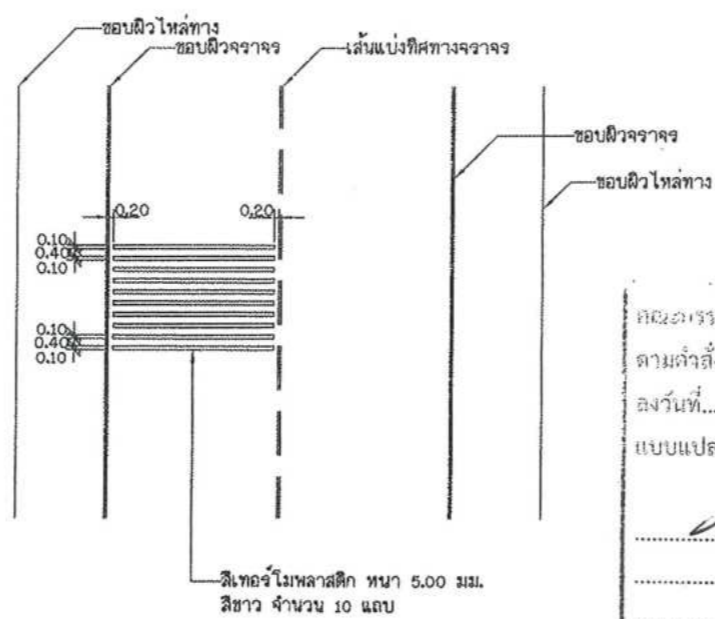 ขอบผิวไหล่ทาง
ขอบผิวจราจร
เส้นแบ่งทิศทางจราจร
ขอบผิวจราจร
ขอบผิวไหล่ทาง
0.20 0.20
0.10
0.40
0.10
0.10
0.40
0.10
ตามคำสั่
ลงวันที่...
แบบแปล
สีเทอร์โมพลาสติก หนา 5.00 มม.
สีขาว จำนวน 10 แถบ